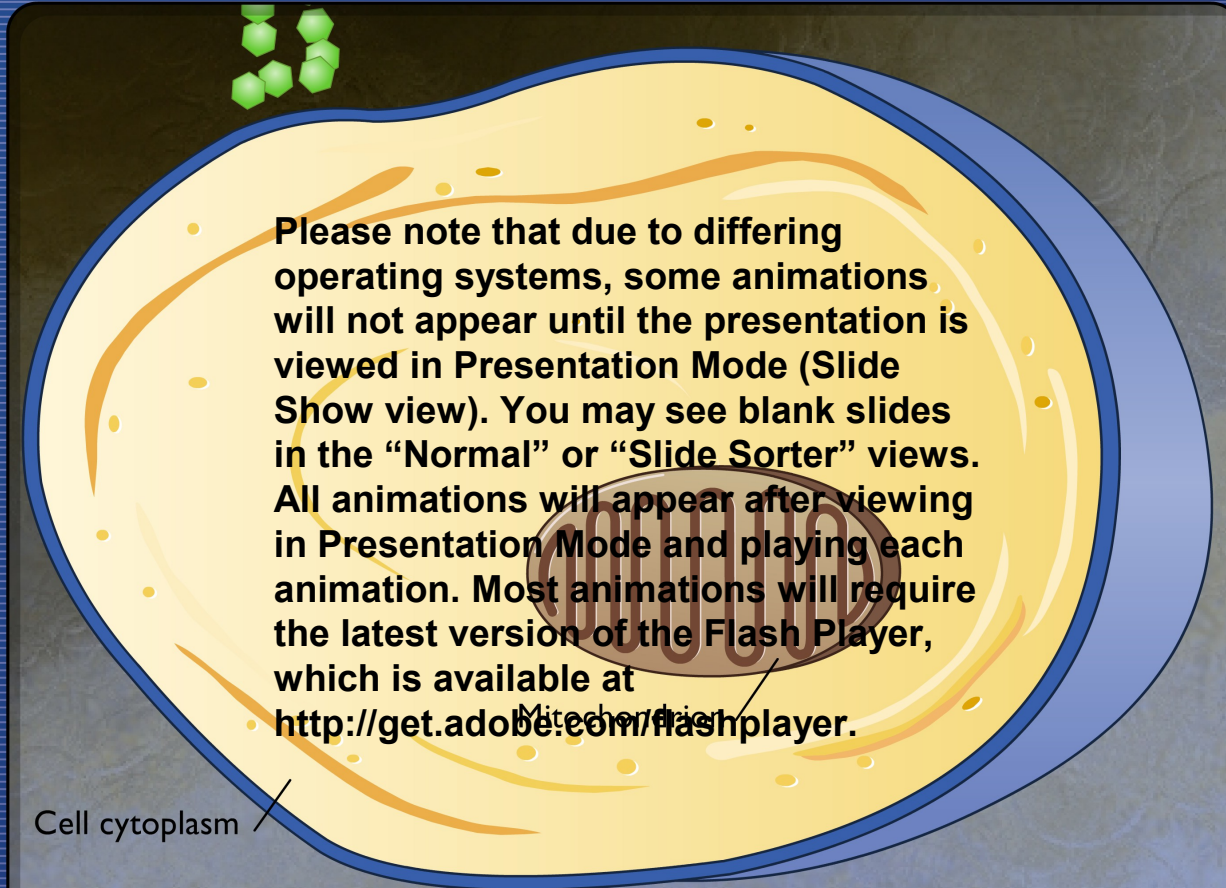 Please note that due to differing
operating systems, some animations
will not appear until the presentation is
viewed in Presentation Mode (Slide
Show view). You may see blank slides
in the “Normal” or “Slide Sorter” views.
All animations will appear after viewing
in Presentation Mode and playing each
animation. Most animations will require
the latest version of the Flash Player,
which is available at
http://get.adobe.com/flashplayer.
Mitochondrion
Cell cytoplasm